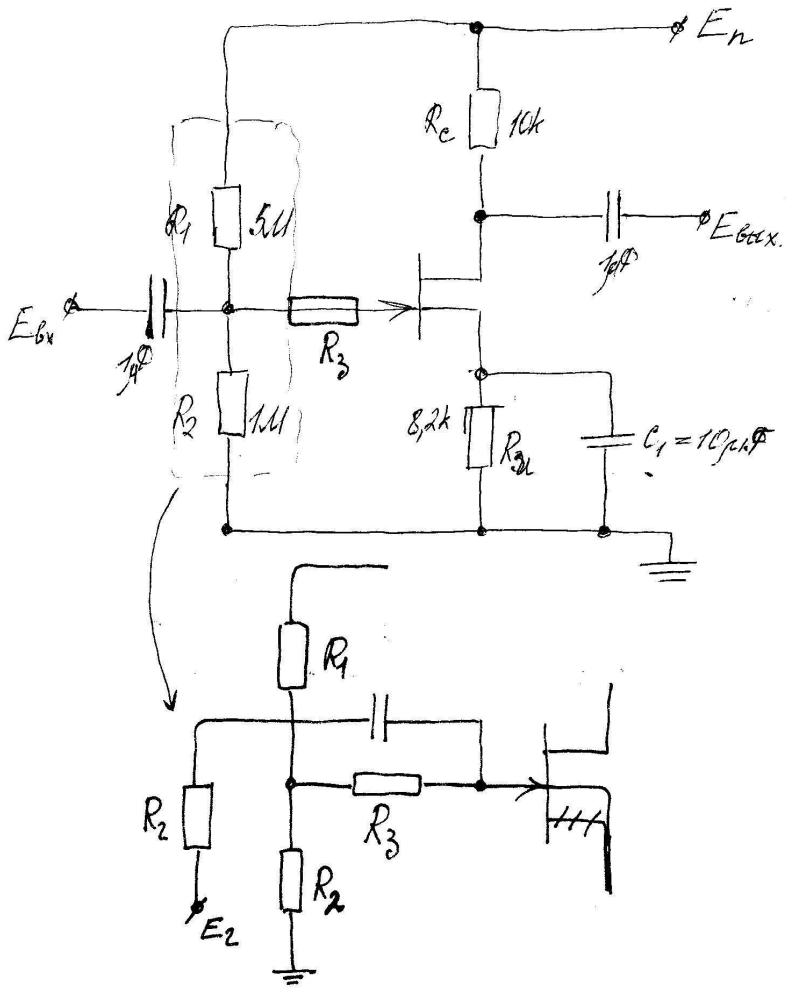 Eп
Rc 10k
R1 5M
Eвых.
1μФ
Eвх
1μФ
R3
R2 1M
8,2k
Rзи
C1 = 10μкФ
R1
R2
R3
R2
E2